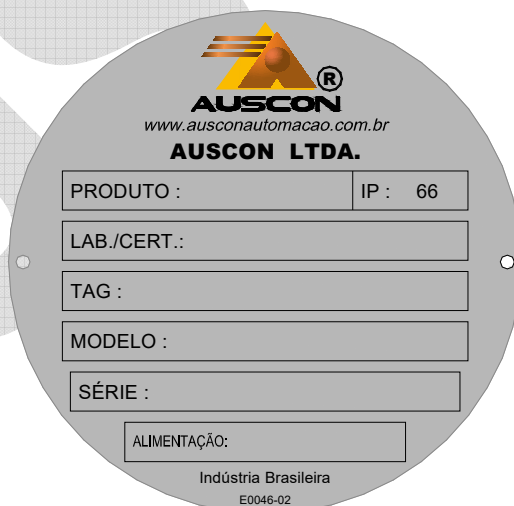 ®
AUSCON
www.ausconautomacao.com.br
AUSCON LTDA.
PRODUTO : IP : 66
LAB./CERT.:
TAG :
MODELO :
SÉRIE :
ALIMENTAÇÃO:
Indústria Brasileira
E0046-02